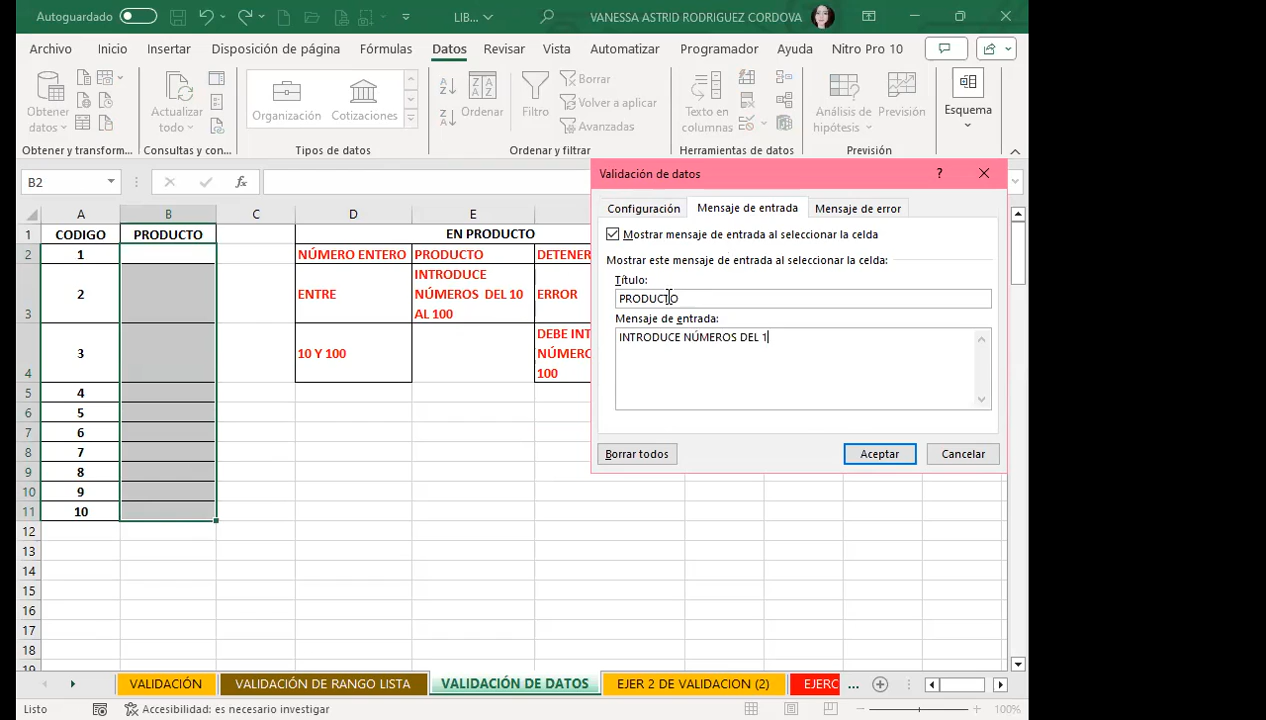 Autoguardado
LIB...
VANESSA ASTRID RODRIGUEZ CORDOVA
Archivo Inicio Insertar Disposición de página Fórmulas Datos Revisar Vista Automatizar Programador Ayuda Nitro Pro 10
Obtener datos
Actualizar todo
Organización
Cotizaciones
Ordenar
Filtro
Borrar
Volver a aplicar
Avanzadas
Texto en columnas
Análisis de hipótesis
Previsión
Esquema
Obtener y transform...
Consultas y con...
Tipos de datos
Ordenar y filtrar
Herramientas de datos
Previsión
B2
fx
A B C D E
1 CODIGO PRODUCTO EN PRODUCTO
2 1 NÚMERO ENTERO PRODUCTO DETENER
3 2 ENTRE INTRODUCE NÚMEROS DEL 10 AL 100 ERROR
4 3 10 Y 100 DEBE INT NÚMERO 100
5 4
6 5
7 6
8 7
9 8
10 9
11 10
12
13
14
15
16
17
18
19
Validación de datos
?
Configuración Mensaje de entrada Mensaje de error
Mostrar mensaje de entrada al seleccionar la celda
Mostrar este mensaje de entrada al seleccionar la celda:
Título:
PRODUCTO
Mensaje de entrada:
INTRODUCE NÚMEROS DEL 1
Borrar todos Aceptar Cancelar
VALIDACIÓN VALIDACIÓN DE RANGO LISTA VALIDACIÓN DE DATOS EJER 2 DE VALIDACION (2) EJERC ...
Listo Accesibilidad: es necesario investigar 100%